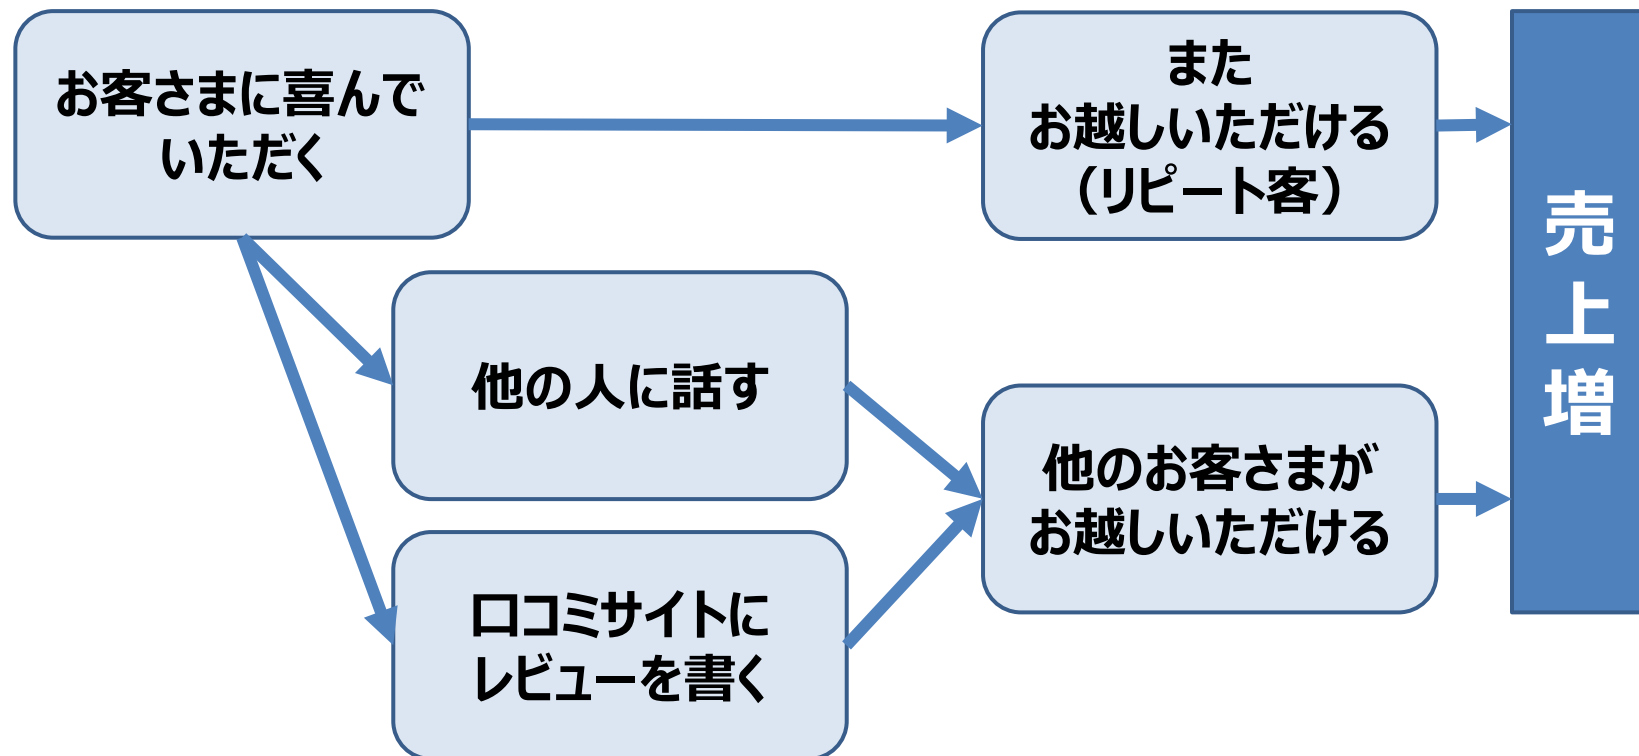 お客さまに喜んで
いただく
また
お越しいただける
（リピート客）
他の人に話す
口コミサイトに
レビューを書く
他のお客さまが
お越しいただける
売上増